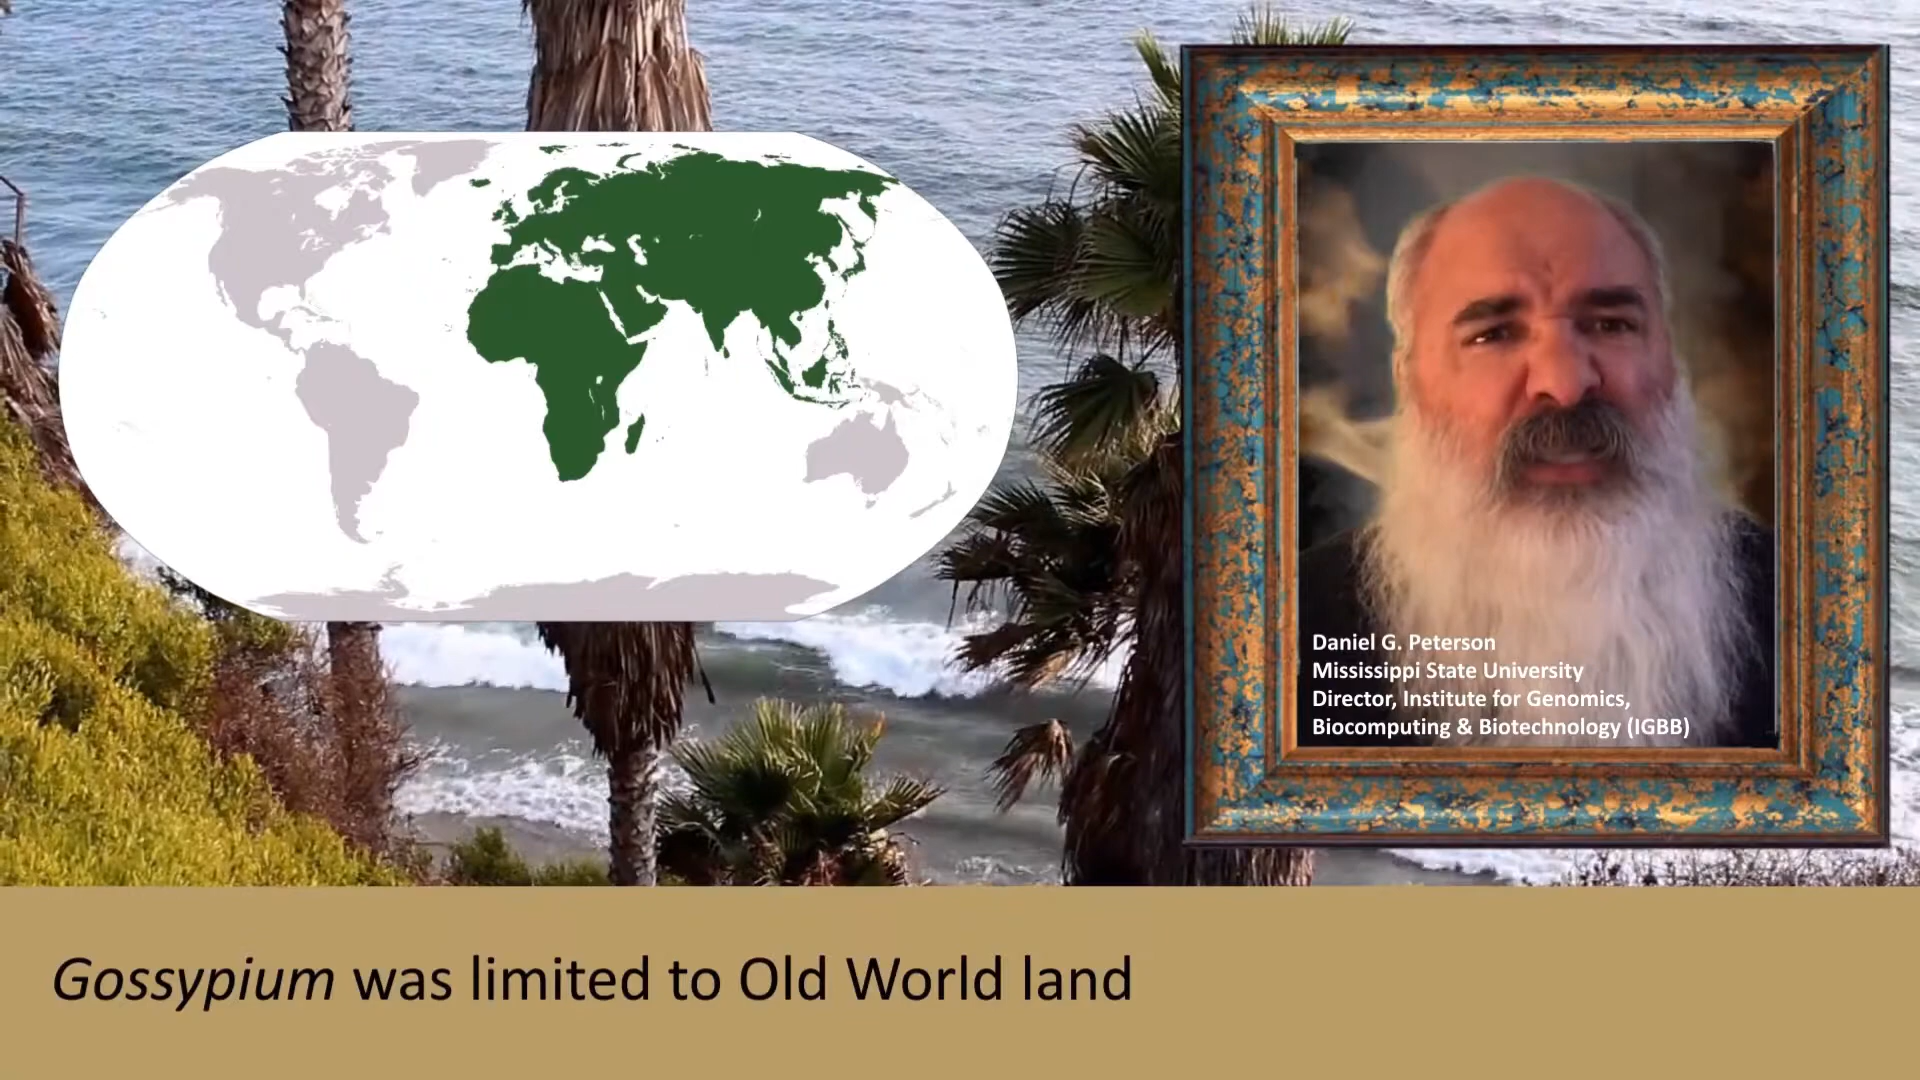 Daniel G. Peterson
Mississippi State University
Director, Institute for Genomics,
Biocomputing & Biotechnology (IGBB)
Gossypium was limited to Old World land